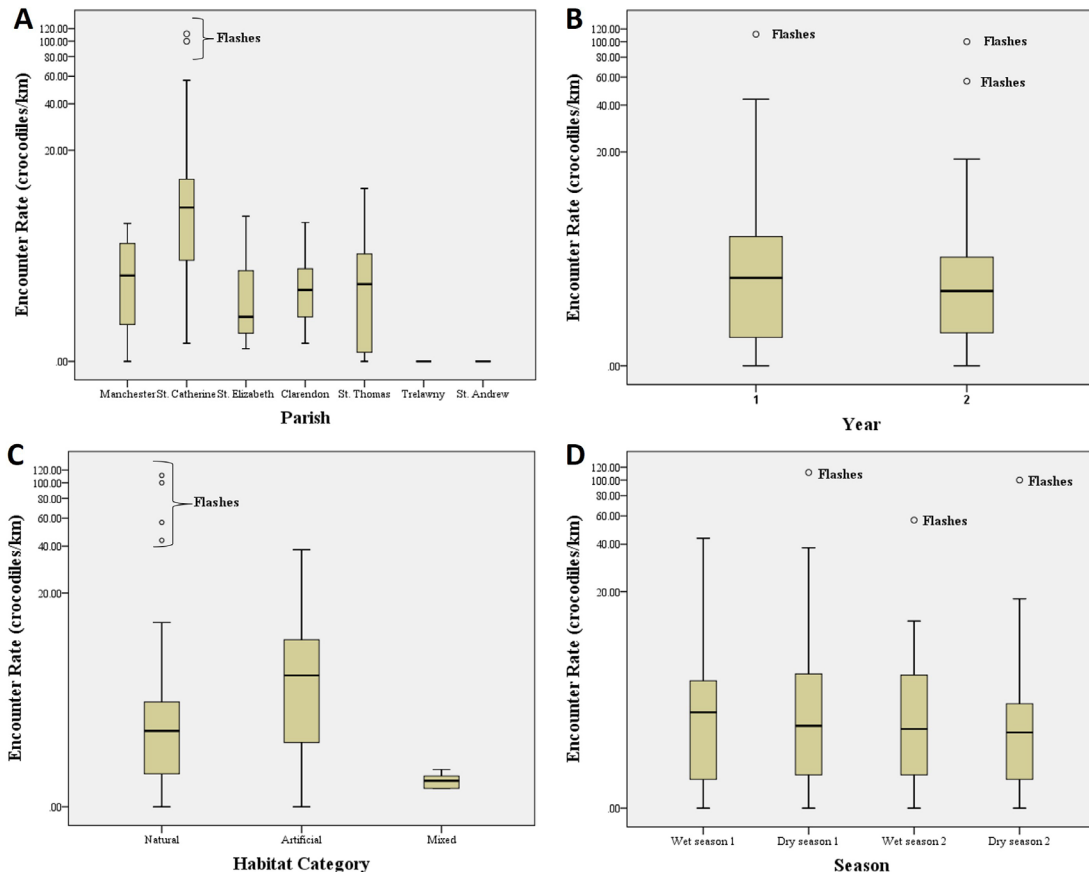 A
Encounter Rate (crocodiles/km)
120.00
100.00
80.00
60.00
40.00
20.00
.00
Flashes
Manchester St. Catherine St. Elizabeth Clarendon St. Thomas Trelawny St. Andrew
Parish
B
Encounter Rate (crocodiles/km)
120.00
100.00
80.00
60.00
40.00
20.00
.00
Flashes
Flashes
Flashes
1 2
Year
C
Encounter Rate (crocodiles/km)
120.00
100.00
80.00
60.00
40.00
20.00
.00
Flashes
Natural Artificial Mixed
Habitat Category
D
Encounter Rate (crocodiles/km)
120.00
100.00
80.00
60.00
40.00
20.00
.00
Flashes
Flashes
Flashes
Wet season 1 Dry season 1 Wet season 2 Dry season 2
Season